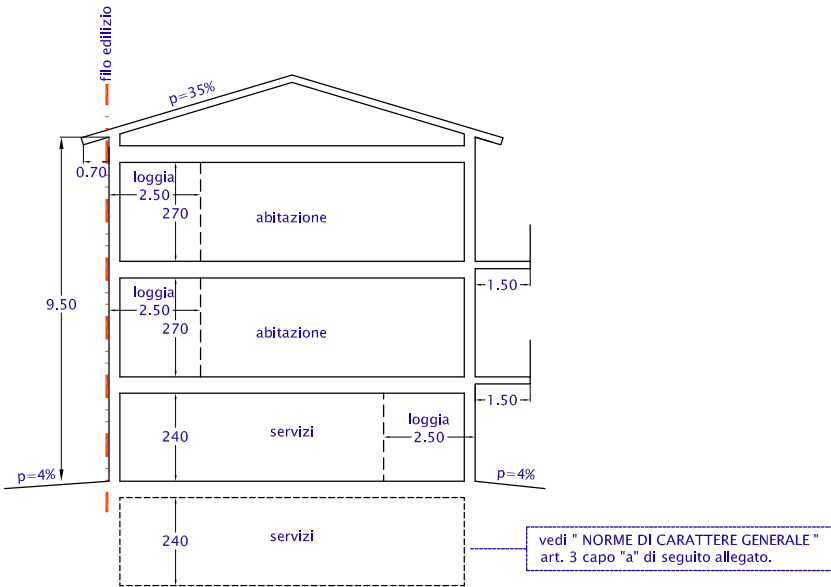 filo edilizio
p=35%
0.70
loggia
2.50
270
abitazione
9.50
loggia
2.50
270
abitazione
1.50
1.50
240
servizi
loggia
2.50
p=4%
p=4%
240
servizi
vedi " NORME DI CARATTERE GENERALE "
art. 3 capo "a" di seguito allegato.